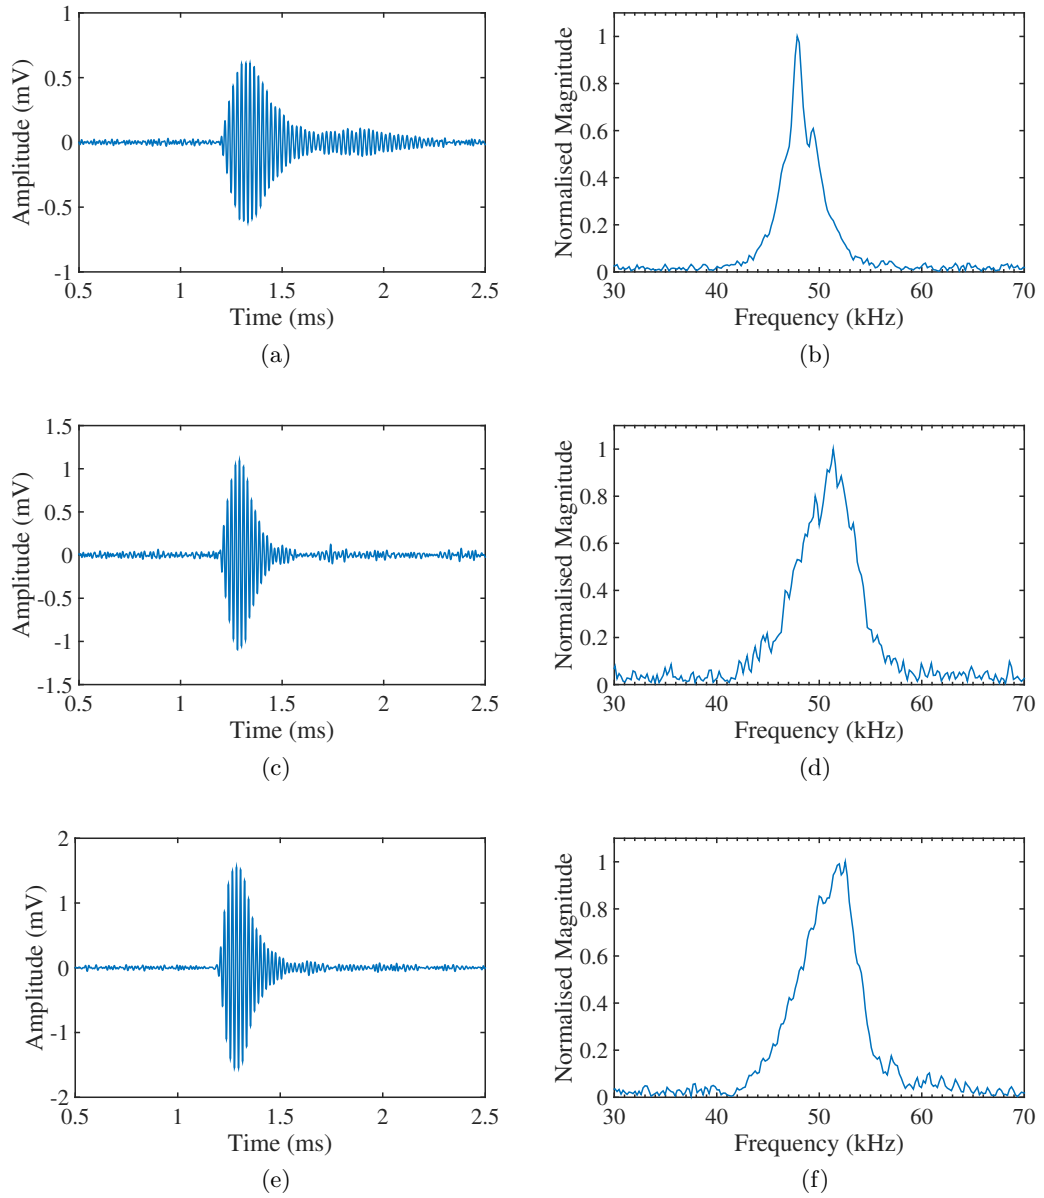 1
0.5
0
-0.5
-1
Amplitude (mV)
0.5 1 1.5 2 2.5
Time (ms)
(a)
1
0.8
0.6
0.4
0.2
0
Normalised Magnitude
30 40 50 60 70
Frequency (kHz)
(b)
1.5
1
0.5
0
-0.5
-1
-1.5
Amplitude (mV)
0.5 1 1.5 2 2.5
Time (ms)
(c)
1
0.8
0.6
0.4
0.2
0
Normalised Magnitude
30 40 50 60 70
Frequency (kHz)
(d)
2
1
0
-1
-2
Amplitude (mV)
0.5 1 1.5 2 2.5
Time (ms)
(e)
1
0.8
0.6
0.4
0.2
0
Normalised Magnitude
30 40 50 60 70
Frequency (kHz)
(f)